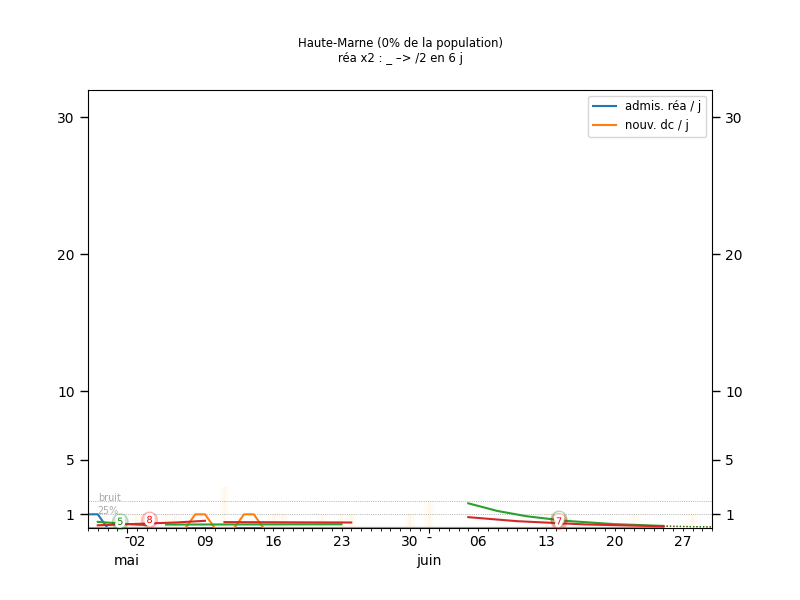 Haute-Marne (0% de la population)
réa x2 : _ –> /2 en 6 j
admis. réa / j
nouv. dc / j
30 30
20 20
10 10
5 5
1 1
bruit
25%
5 8 7
02 09 16 23 30 06 13 20 27
mai juin